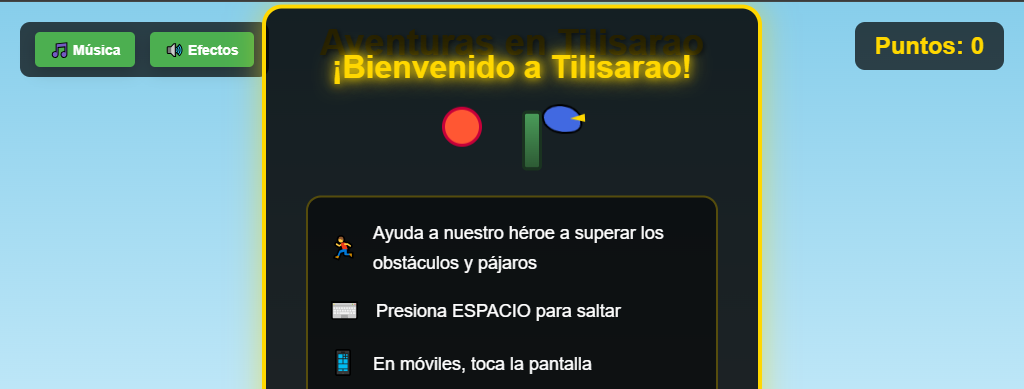 🎵 Música
🔊 Efectos
Puntos: 0
Aventuras en Tilisarao
¡Bienvenido a Tilisarao!
Ayuda a nuestro héroe a superar los
obstáculos y pájaros
Presiona ESPACIO para saltar
En móviles, toca la pantalla